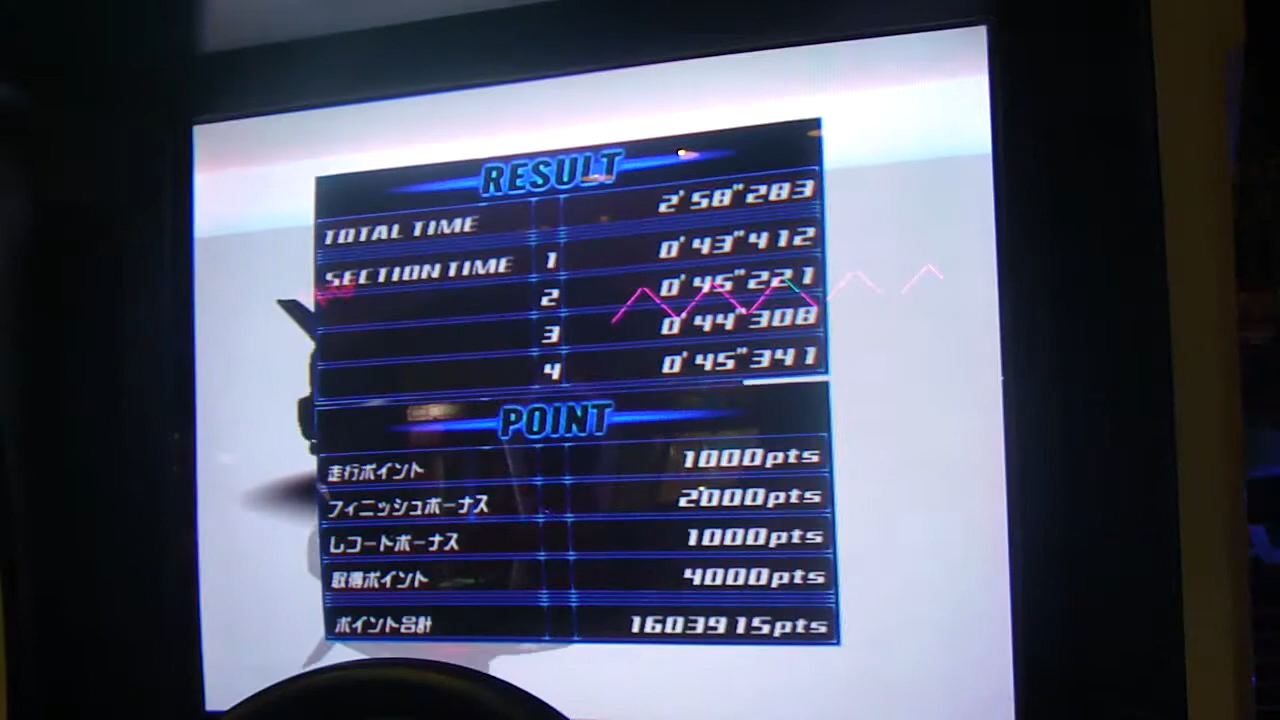 RESULT
TOTAL TIME 2'58"283
SECTION TIME 1 0'43"412
2 0'45"221
3 0'44"308
4 0'45"341
POINT
走行ポイント 1000pts
フィニッシュボーナス 2000pts
レコードボーナス 1000pts
取得ポイント 4000pts
ポイント合計 1603915pts